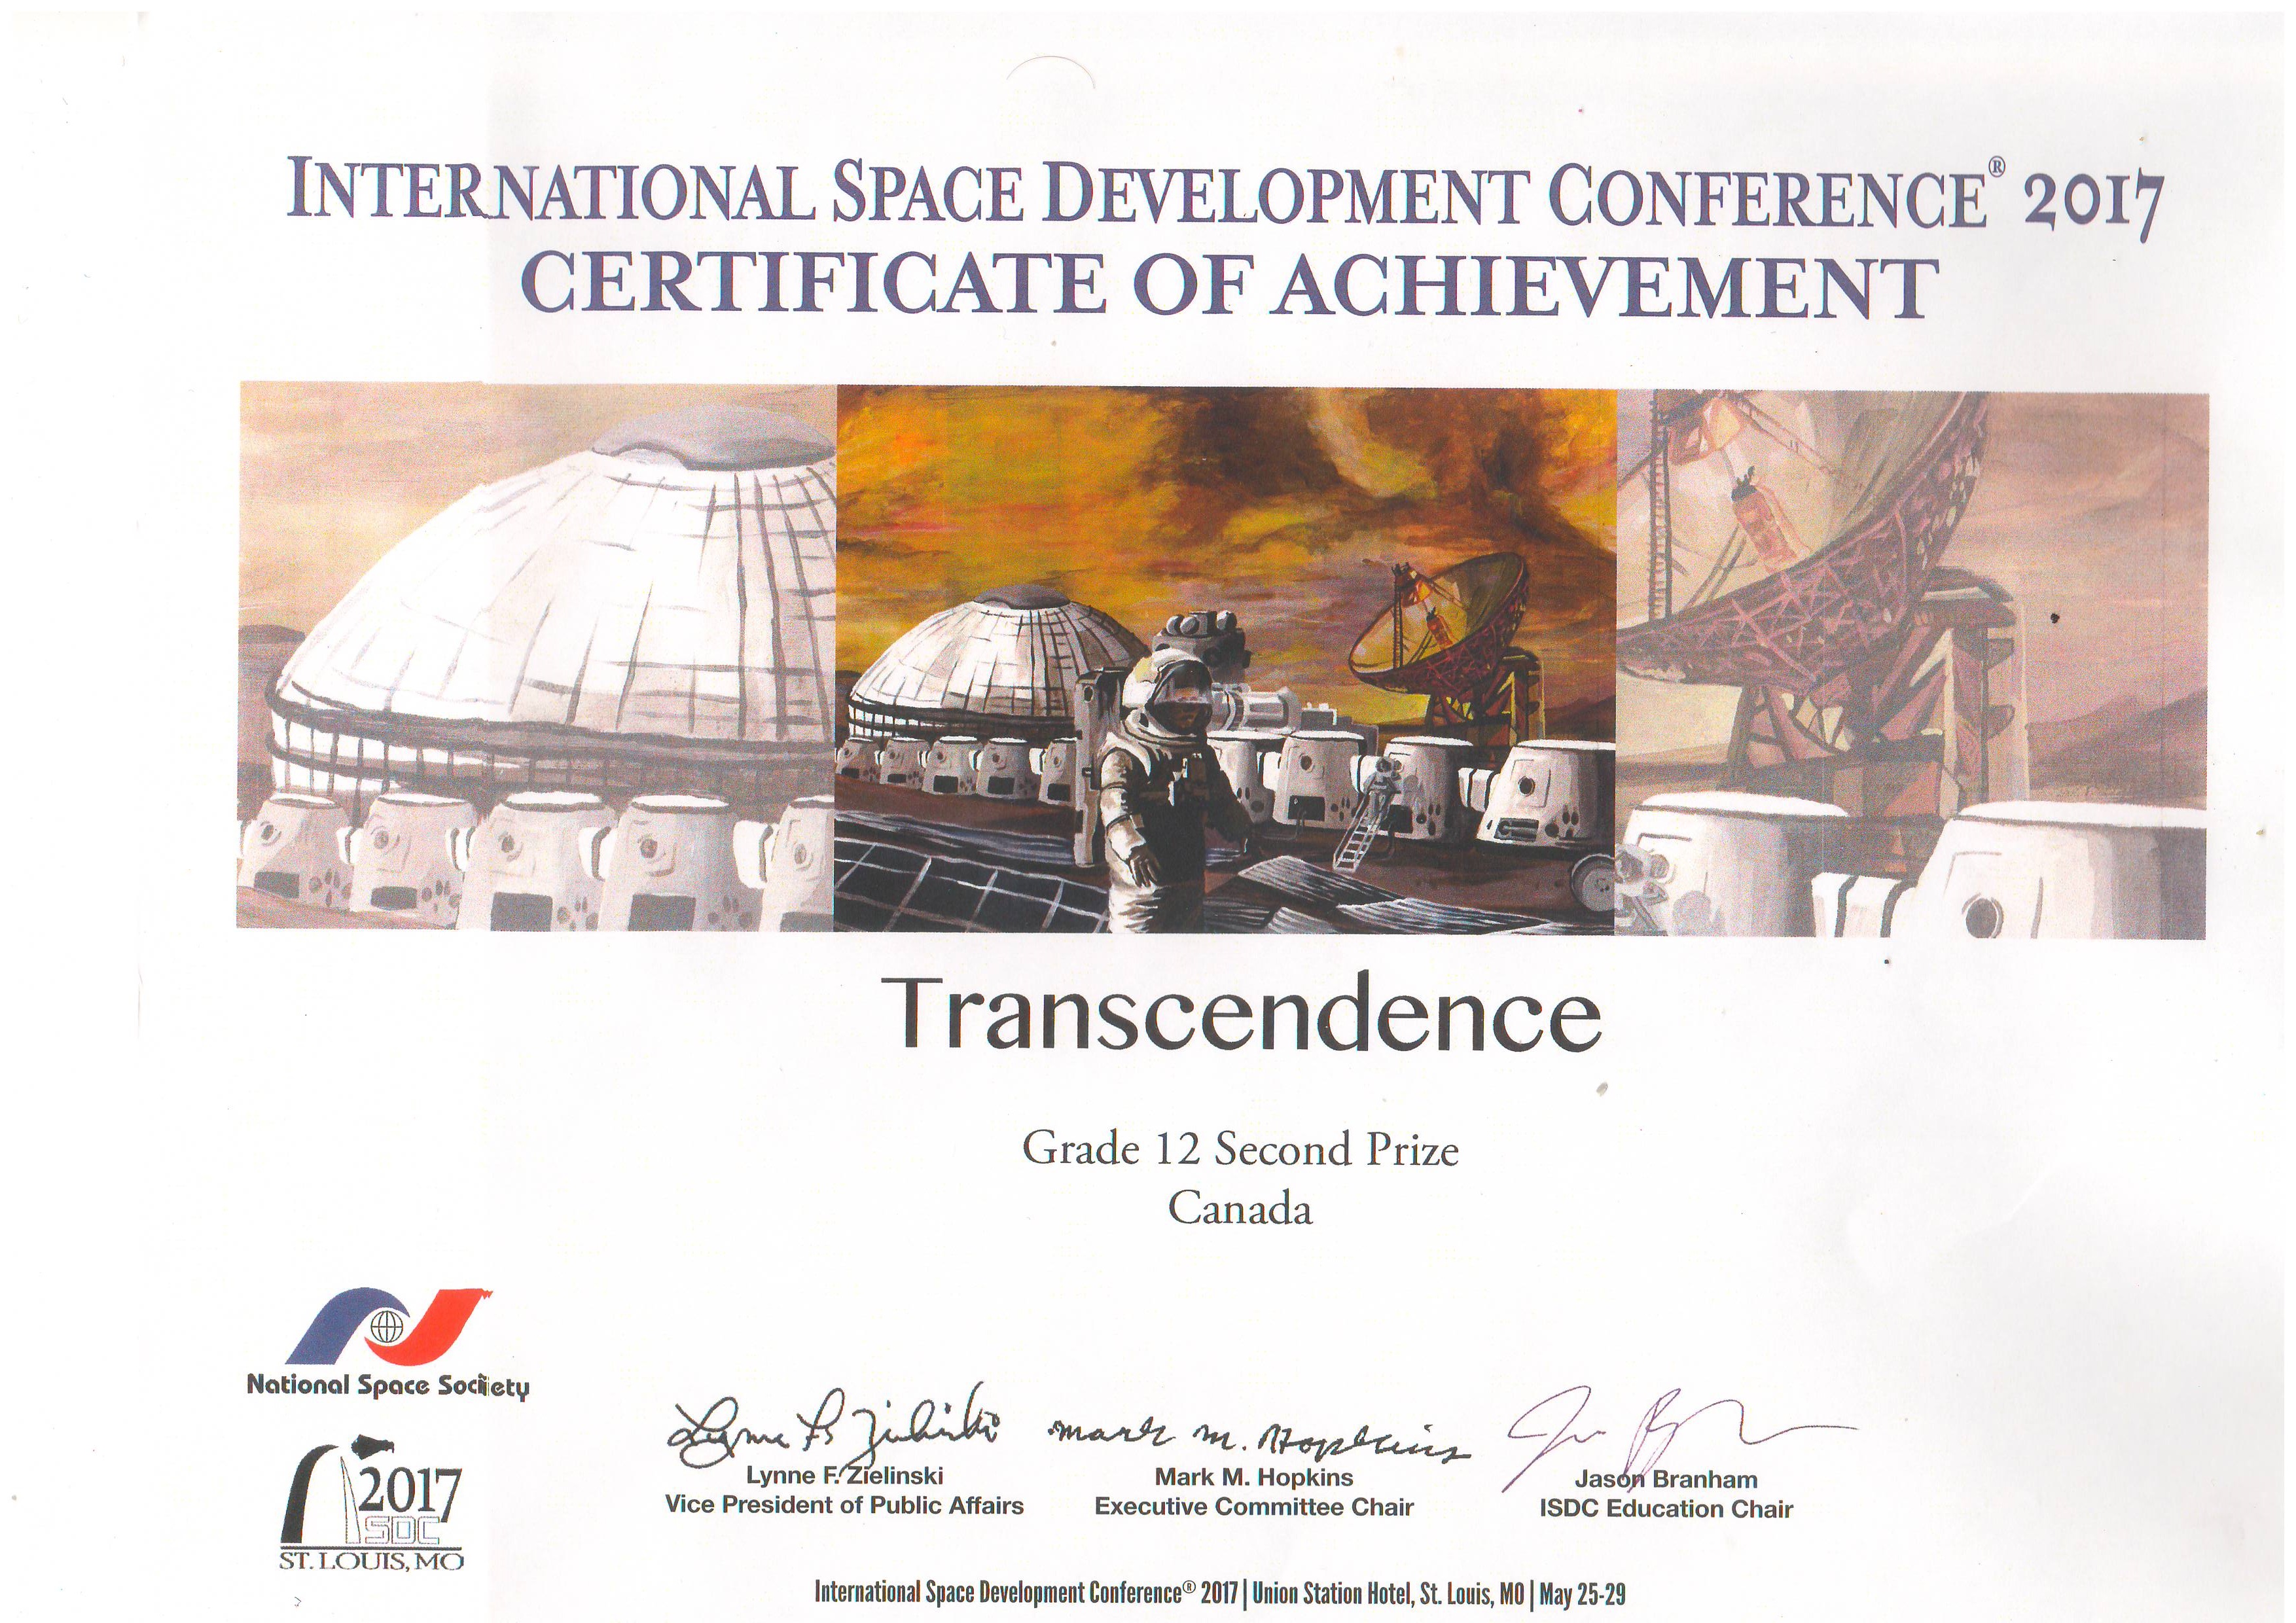 INTERNATIONAL SPACE DEVELOPMENT CONFERENCE® 2017
CERTIFICATE OF ACHIEVEMENT
Transcendence
Grade 12 Second Prize
Canada
National Space Society
2017
ISDC
ST. LOUIS, MO
Lynne F. Zielinski
Mark M. Hopkins
Lynne F. Zielinski
Vice President of Public Affairs
Mark M. Hopkins
Executive Committee Chair
Jason Branham
ISDC Education Chair
International Space Development Conference® 2017 | Union Station Hotel, St. Louis, MO | May 25-29